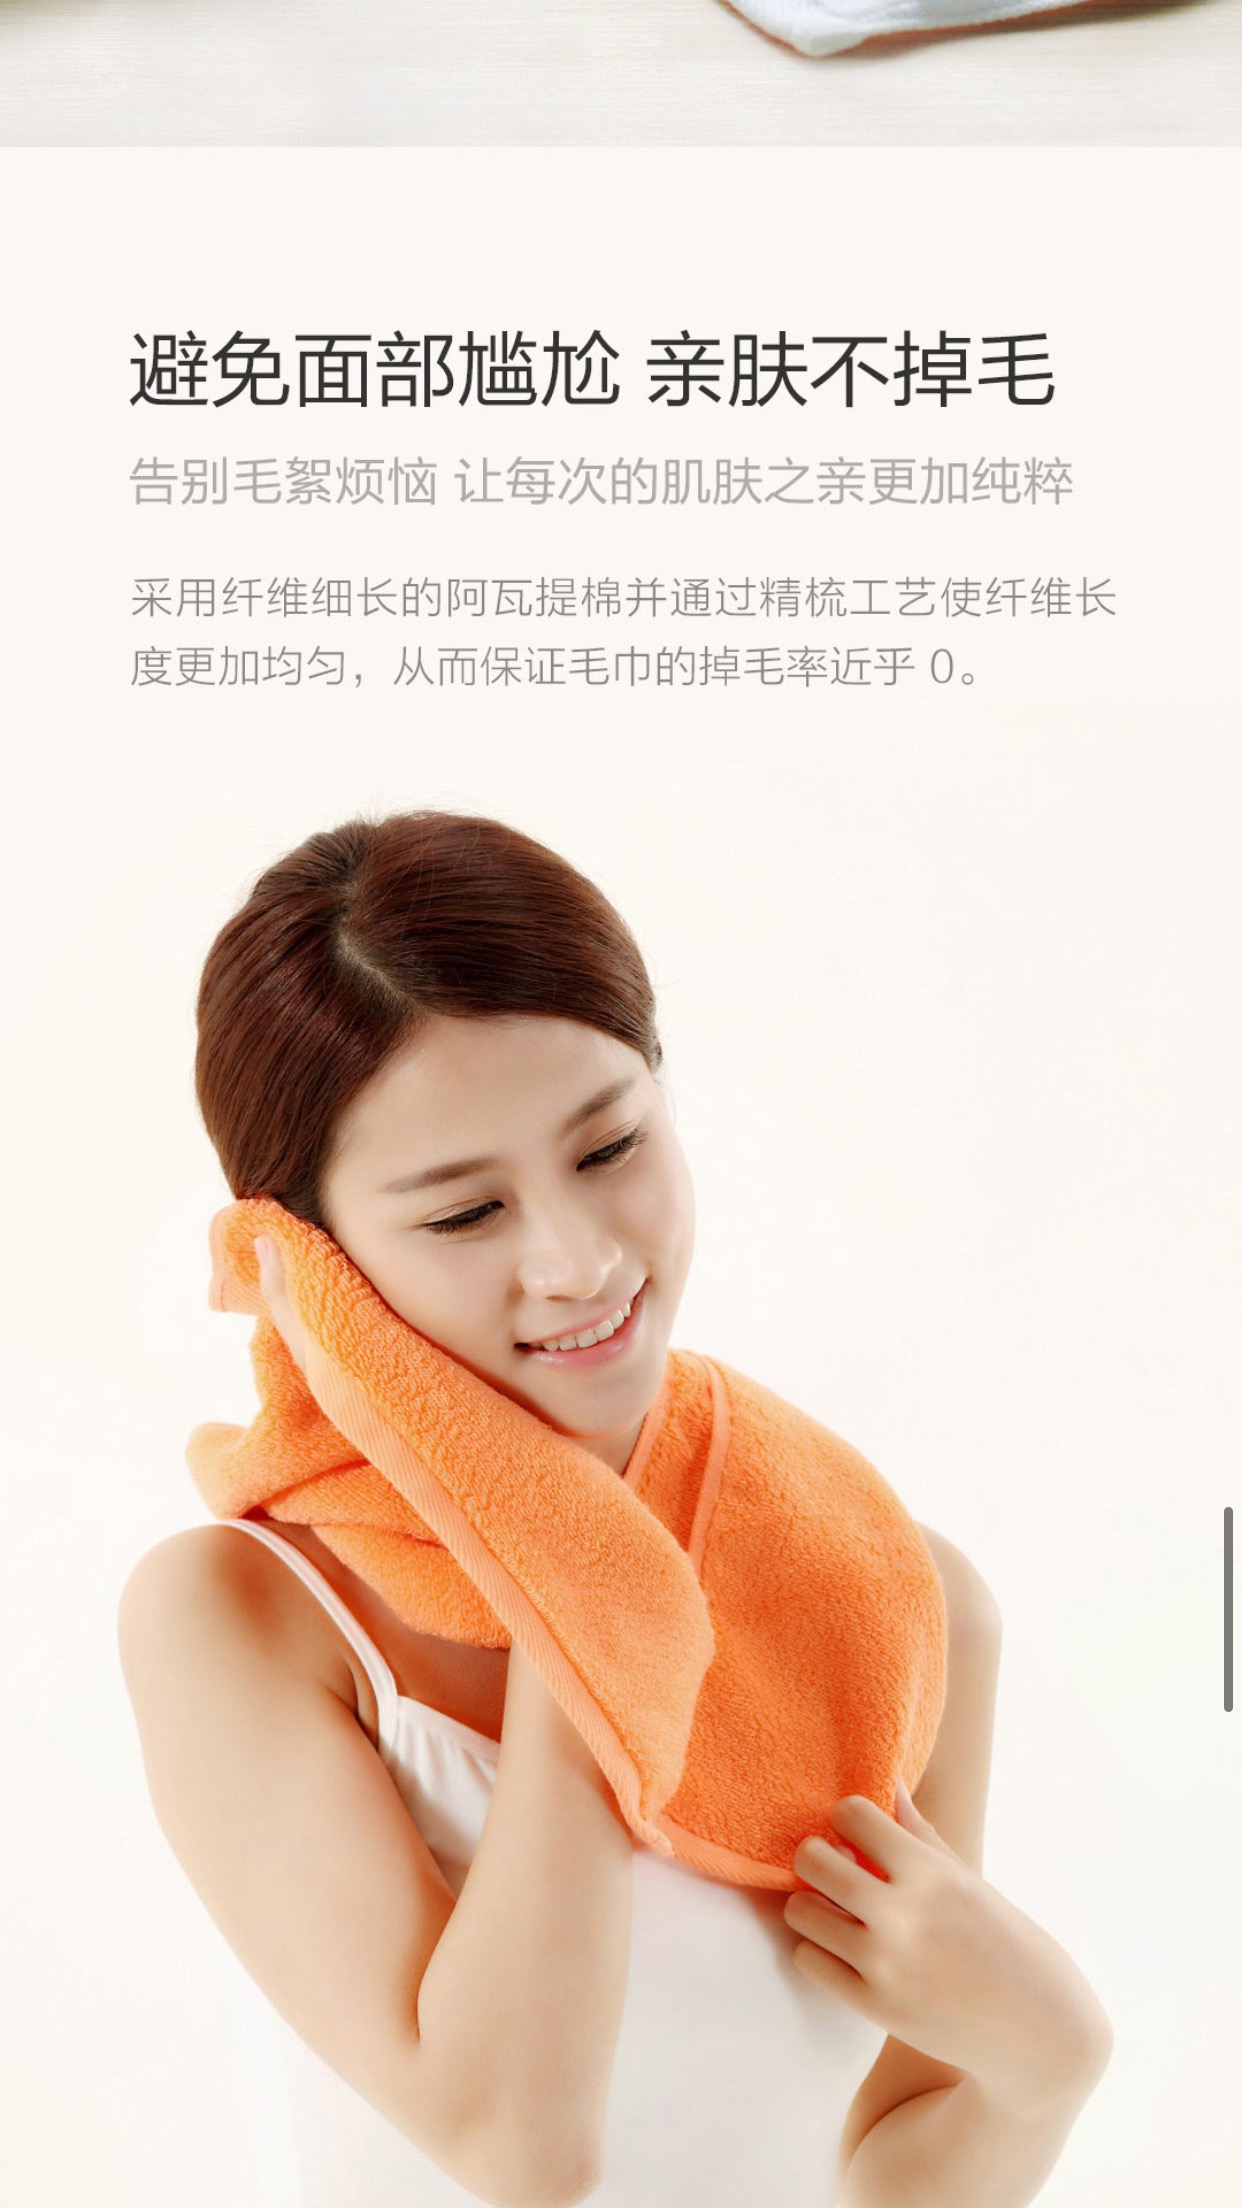 避免面部尴尬 亲肤不掉毛
告别毛絮烦恼 让每次的肌肤之亲更加纯粹
采用纤维细长的阿瓦提棉并通过精梳工艺使纤维长
度更加均匀，从而保证毛巾的掉毛率近乎 0。